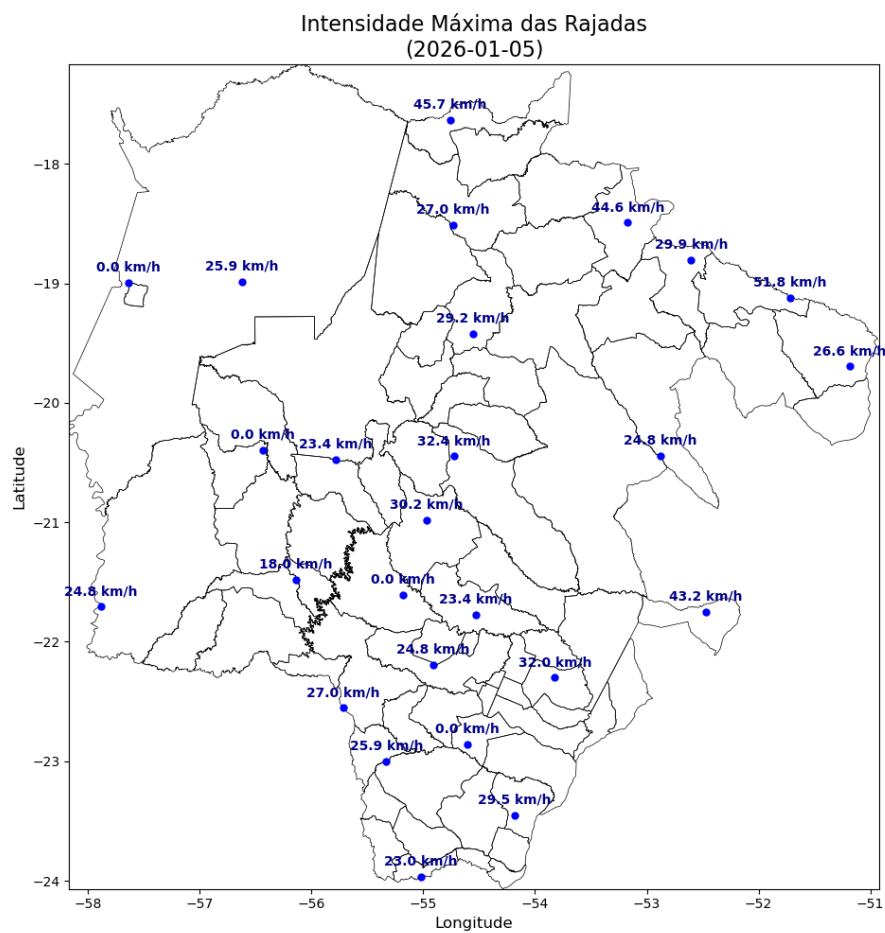 Intensidade Máxima das Rajadas
(2026-01-05)
45.7 km/h
27.0 km/h
44.6 km/h
29.9 km/h
0.0 km/h
25.9 km/h
51.8 km/h
29.2 km/h
26.6 km/h
0.0 km/h
23.4 km/h
32.4 km/h
24.8 km/h
30.2 km/h
18.0 km/h
0.0 km/h
24.8 km/h
23.4 km/h
43.2 km/h
24.8 km/h
32.0 km/h
27.0 km/h
0.0 km/h
25.9 km/h
29.5 km/h
23.0 km/h
−18
−19
−20
−21
−22
−23
−24
Latitude
−58
−57
−56
−55
−54
−53
−52
−51
Longitude